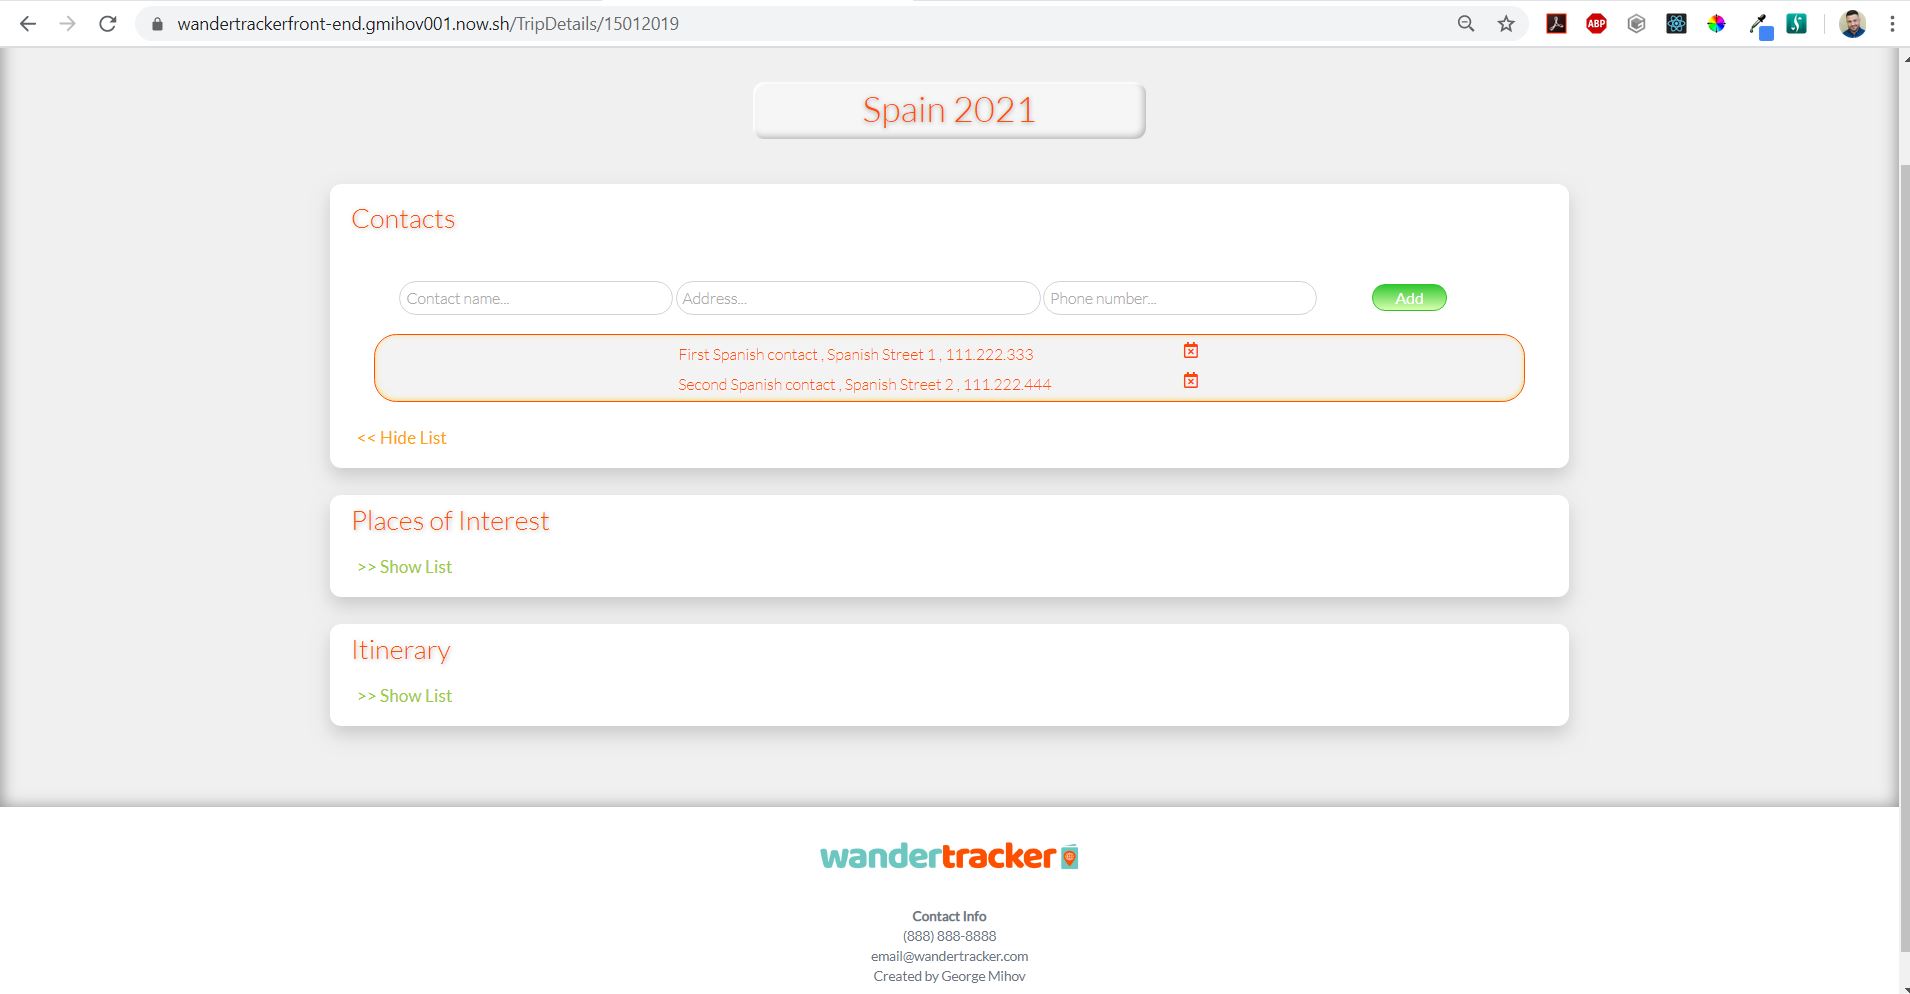 wandertrackerfront-end.gmihov001.now.sh/TripDetails/15012019
ABP
Spain 2021
Contacts
Contact name... Address... Phone number... Add
First Spanish contact , Spanish Street 1 , 111.222.333
Second Spanish contact , Spanish Street 2 , 111.222.444
<< Hide List
Places of Interest
>> Show List
Itinerary
>> Show List
wandertracker
Contact Info
(888) 888-8888
email@wandertracker.com
Created by George Mihov